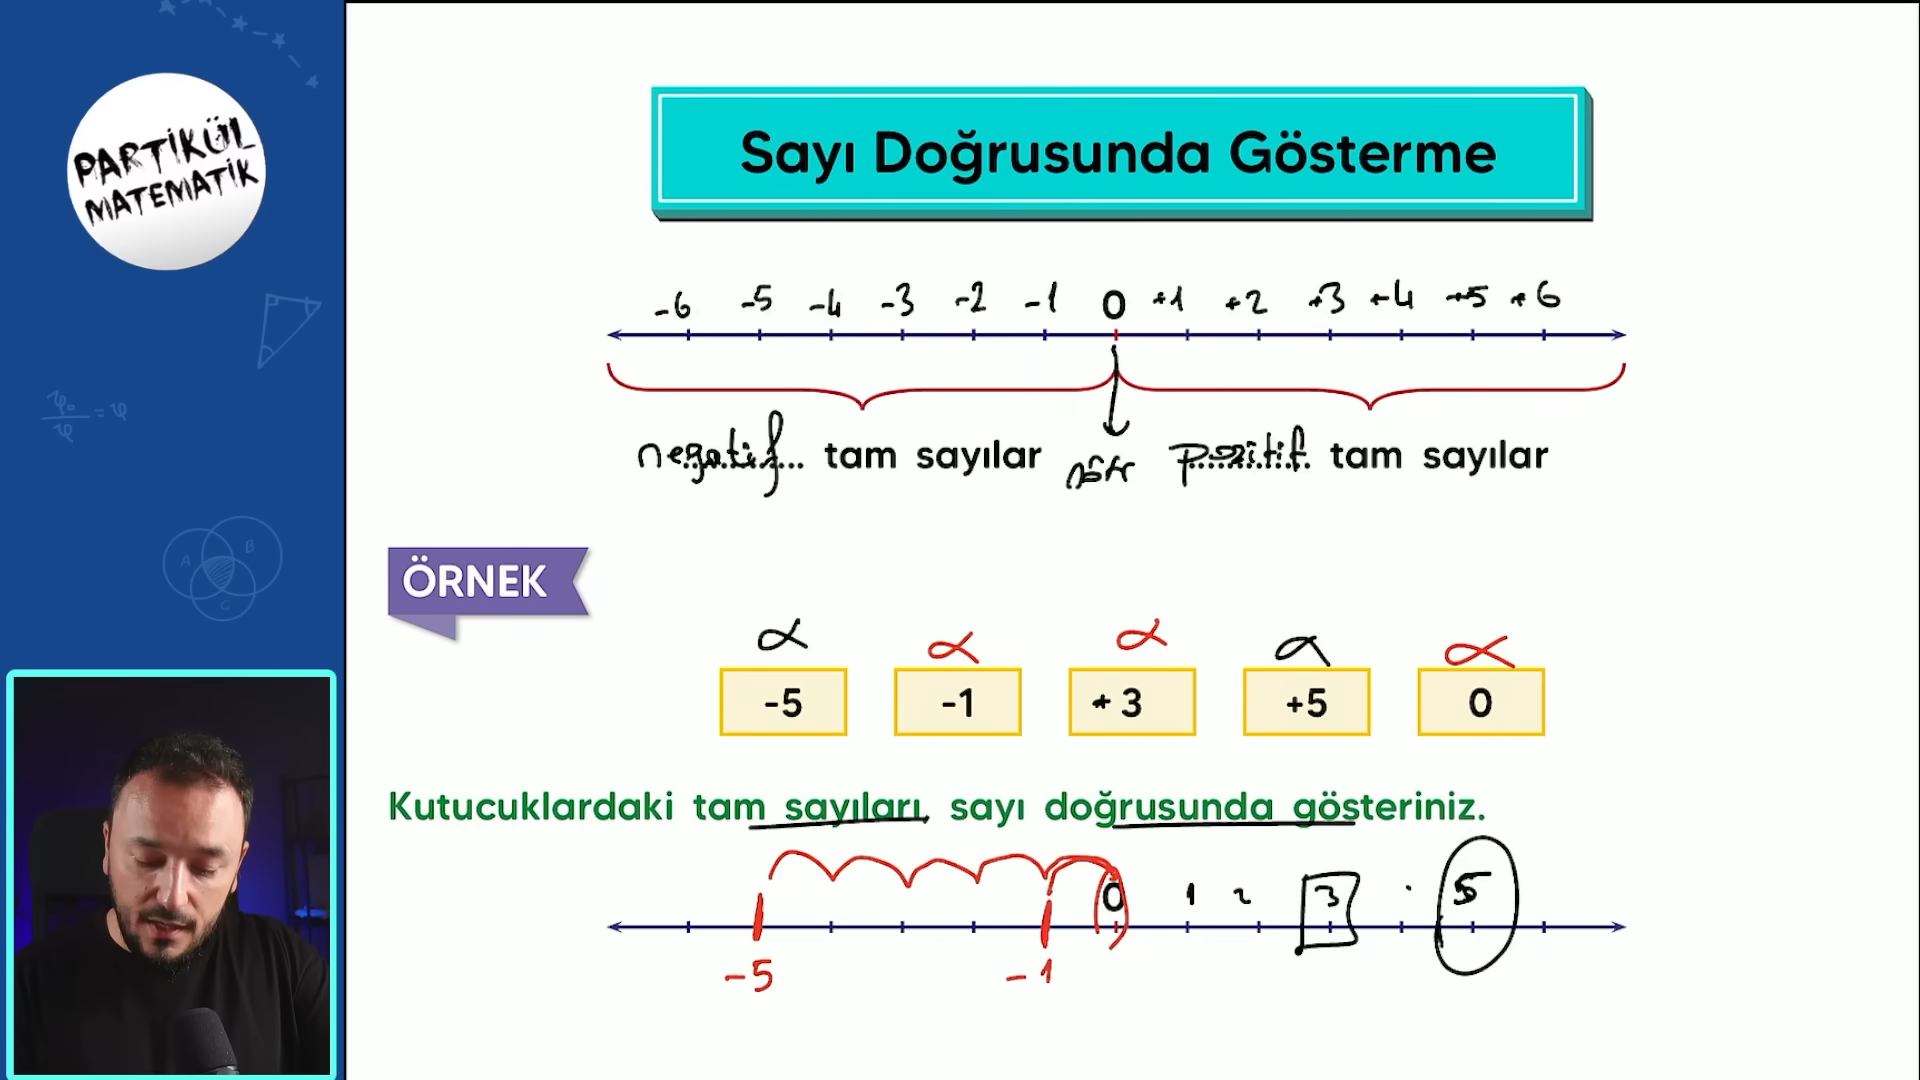 PARTİKÜL
MATEMATİK
Sayı Doğrusunda Gösterme
-6 -5 -4 -3 -2 -1 0 +1 +2 +3 +4 +5 +6
negatif tam sayılar nötr pozitif tam sayılar
φ₀/φ = φ
A B
C
ÖRNEK
-5 -1 +3 +5 0
Kutucuklardaki tam sayıları, sayı doğrusunda gösteriniz.
0 1 2 3 . 5
-5 -1